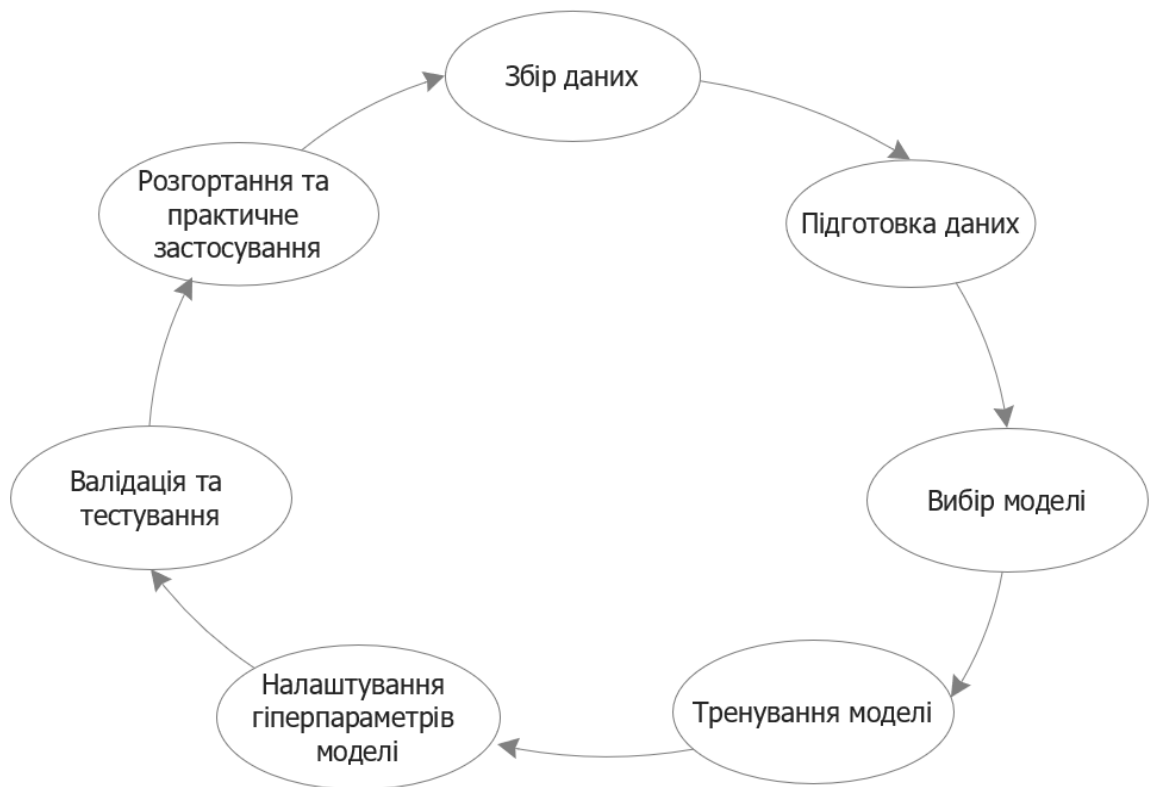 Збір даних
Підготовка даних
Вибір моделі
Тренування моделі
Налаштування
гіперпараметрів
моделі
Валідація та
тестування
Розгортання та
практичне
застосування